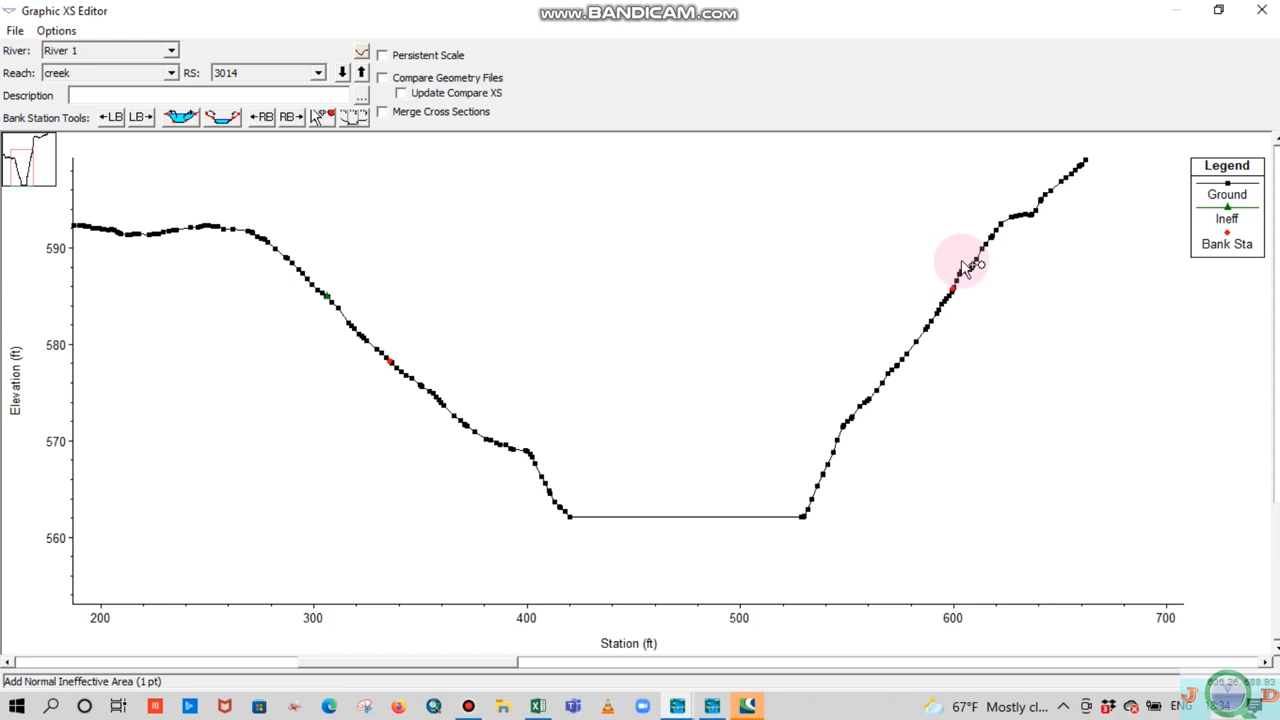 Graphic XS Editor
www.BANDICAM.com
File Options
River: River 1
Persistent Scale
Reach: creek RS: 3014
Compare Geometry Files
Update Compare XS
Description ...
Bank Station Tools: ←LB LB→ ←RB RB→
Merge Cross Sections
Legend
Ground
Ineff
Bank Sta
590
580
570
560
Elevation (ft)
200 300 400 500 600 700
Station (ft)
Add Normal Ineffective Area (1 pt)
67°F Mostly cl... ENG 18:34
J D